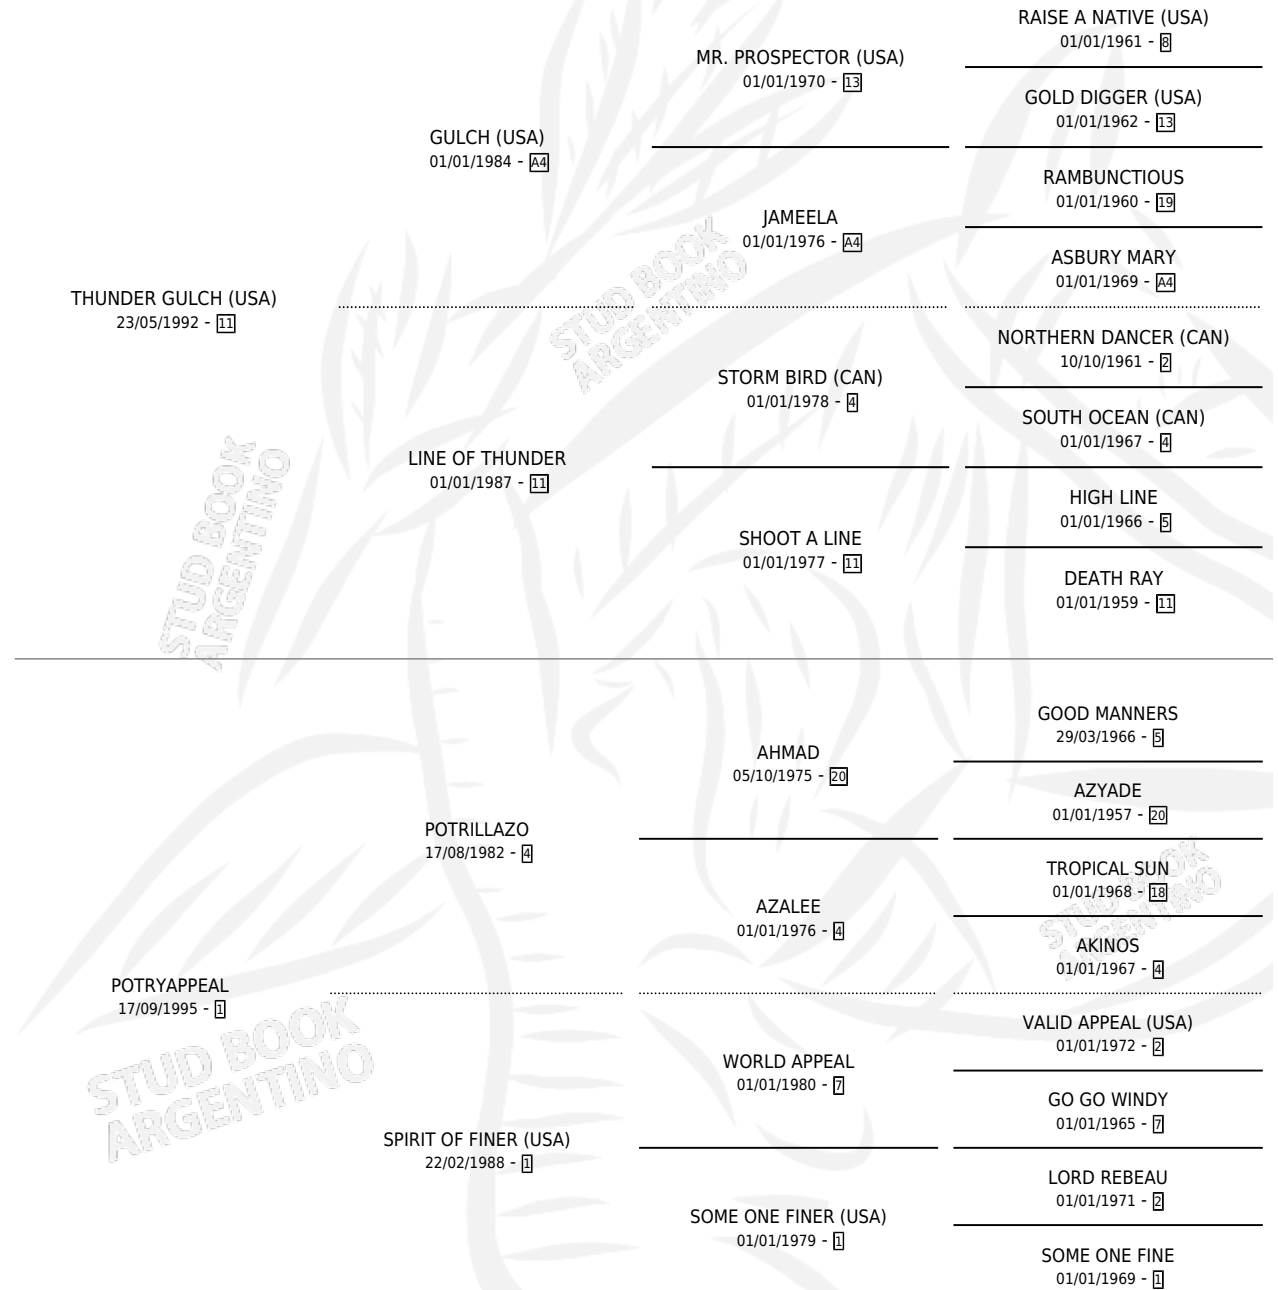 RAISE A NATIVE (USA)
01/01/1961 - 8
MR. PROSPECTOR (USA)
01/01/1970 - 13
GOLD DIGGER (USA)
01/01/1962 - 13
GULCH (USA)
01/01/1984 - A4
RAMBUNCTIOUS
01/01/1960 - 19
JAMEELA
01/01/1976 - A4
ASBURY MARY
01/01/1969 - A4
THUNDER GULCH (USA)
23/05/1992 - 11
NORTHERN DANCER (CAN)
10/10/1961 - 2
STORM BIRD (CAN)
01/01/1978 - 4
SOUTH OCEAN (CAN)
01/01/1967 - 4
LINE OF THUNDER
01/01/1987 - 11
HIGH LINE
01/01/1966 - 5
SHOOT A LINE
01/01/1977 - 11
DEATH RAY
01/01/1959 - 11
STUD BOOK
ARGENTINO
STUD BOOK
ARGENTINO
GOOD MANNERS
29/03/1966 - 5
AHMAD
05/10/1975 - 20
AZYADE
01/01/1957 - 20
POTRILLAZO
17/08/1982 - 4
TROPICAL SUN
01/01/1968 - 18
AZALEE
01/01/1976 - 4
AKINOS
01/01/1967 - 4
POTRYAPPEAL
17/09/1995 - 1
VALID APPEAL (USA)
01/01/1972 - 2
WORLD APPEAL
01/01/1980 - 7
GO GO WINDY
01/01/1965 - 7
SPIRIT OF FINER (USA)
22/02/1988 - 1
LORD REBEAU
01/01/1971 - 2
SOME ONE FINER (USA)
01/01/1979 - 1
SOME ONE FINE
01/01/1969 - 1
STUD BOOK
ARGENTINO
STUD BOOK
ARGENTINO